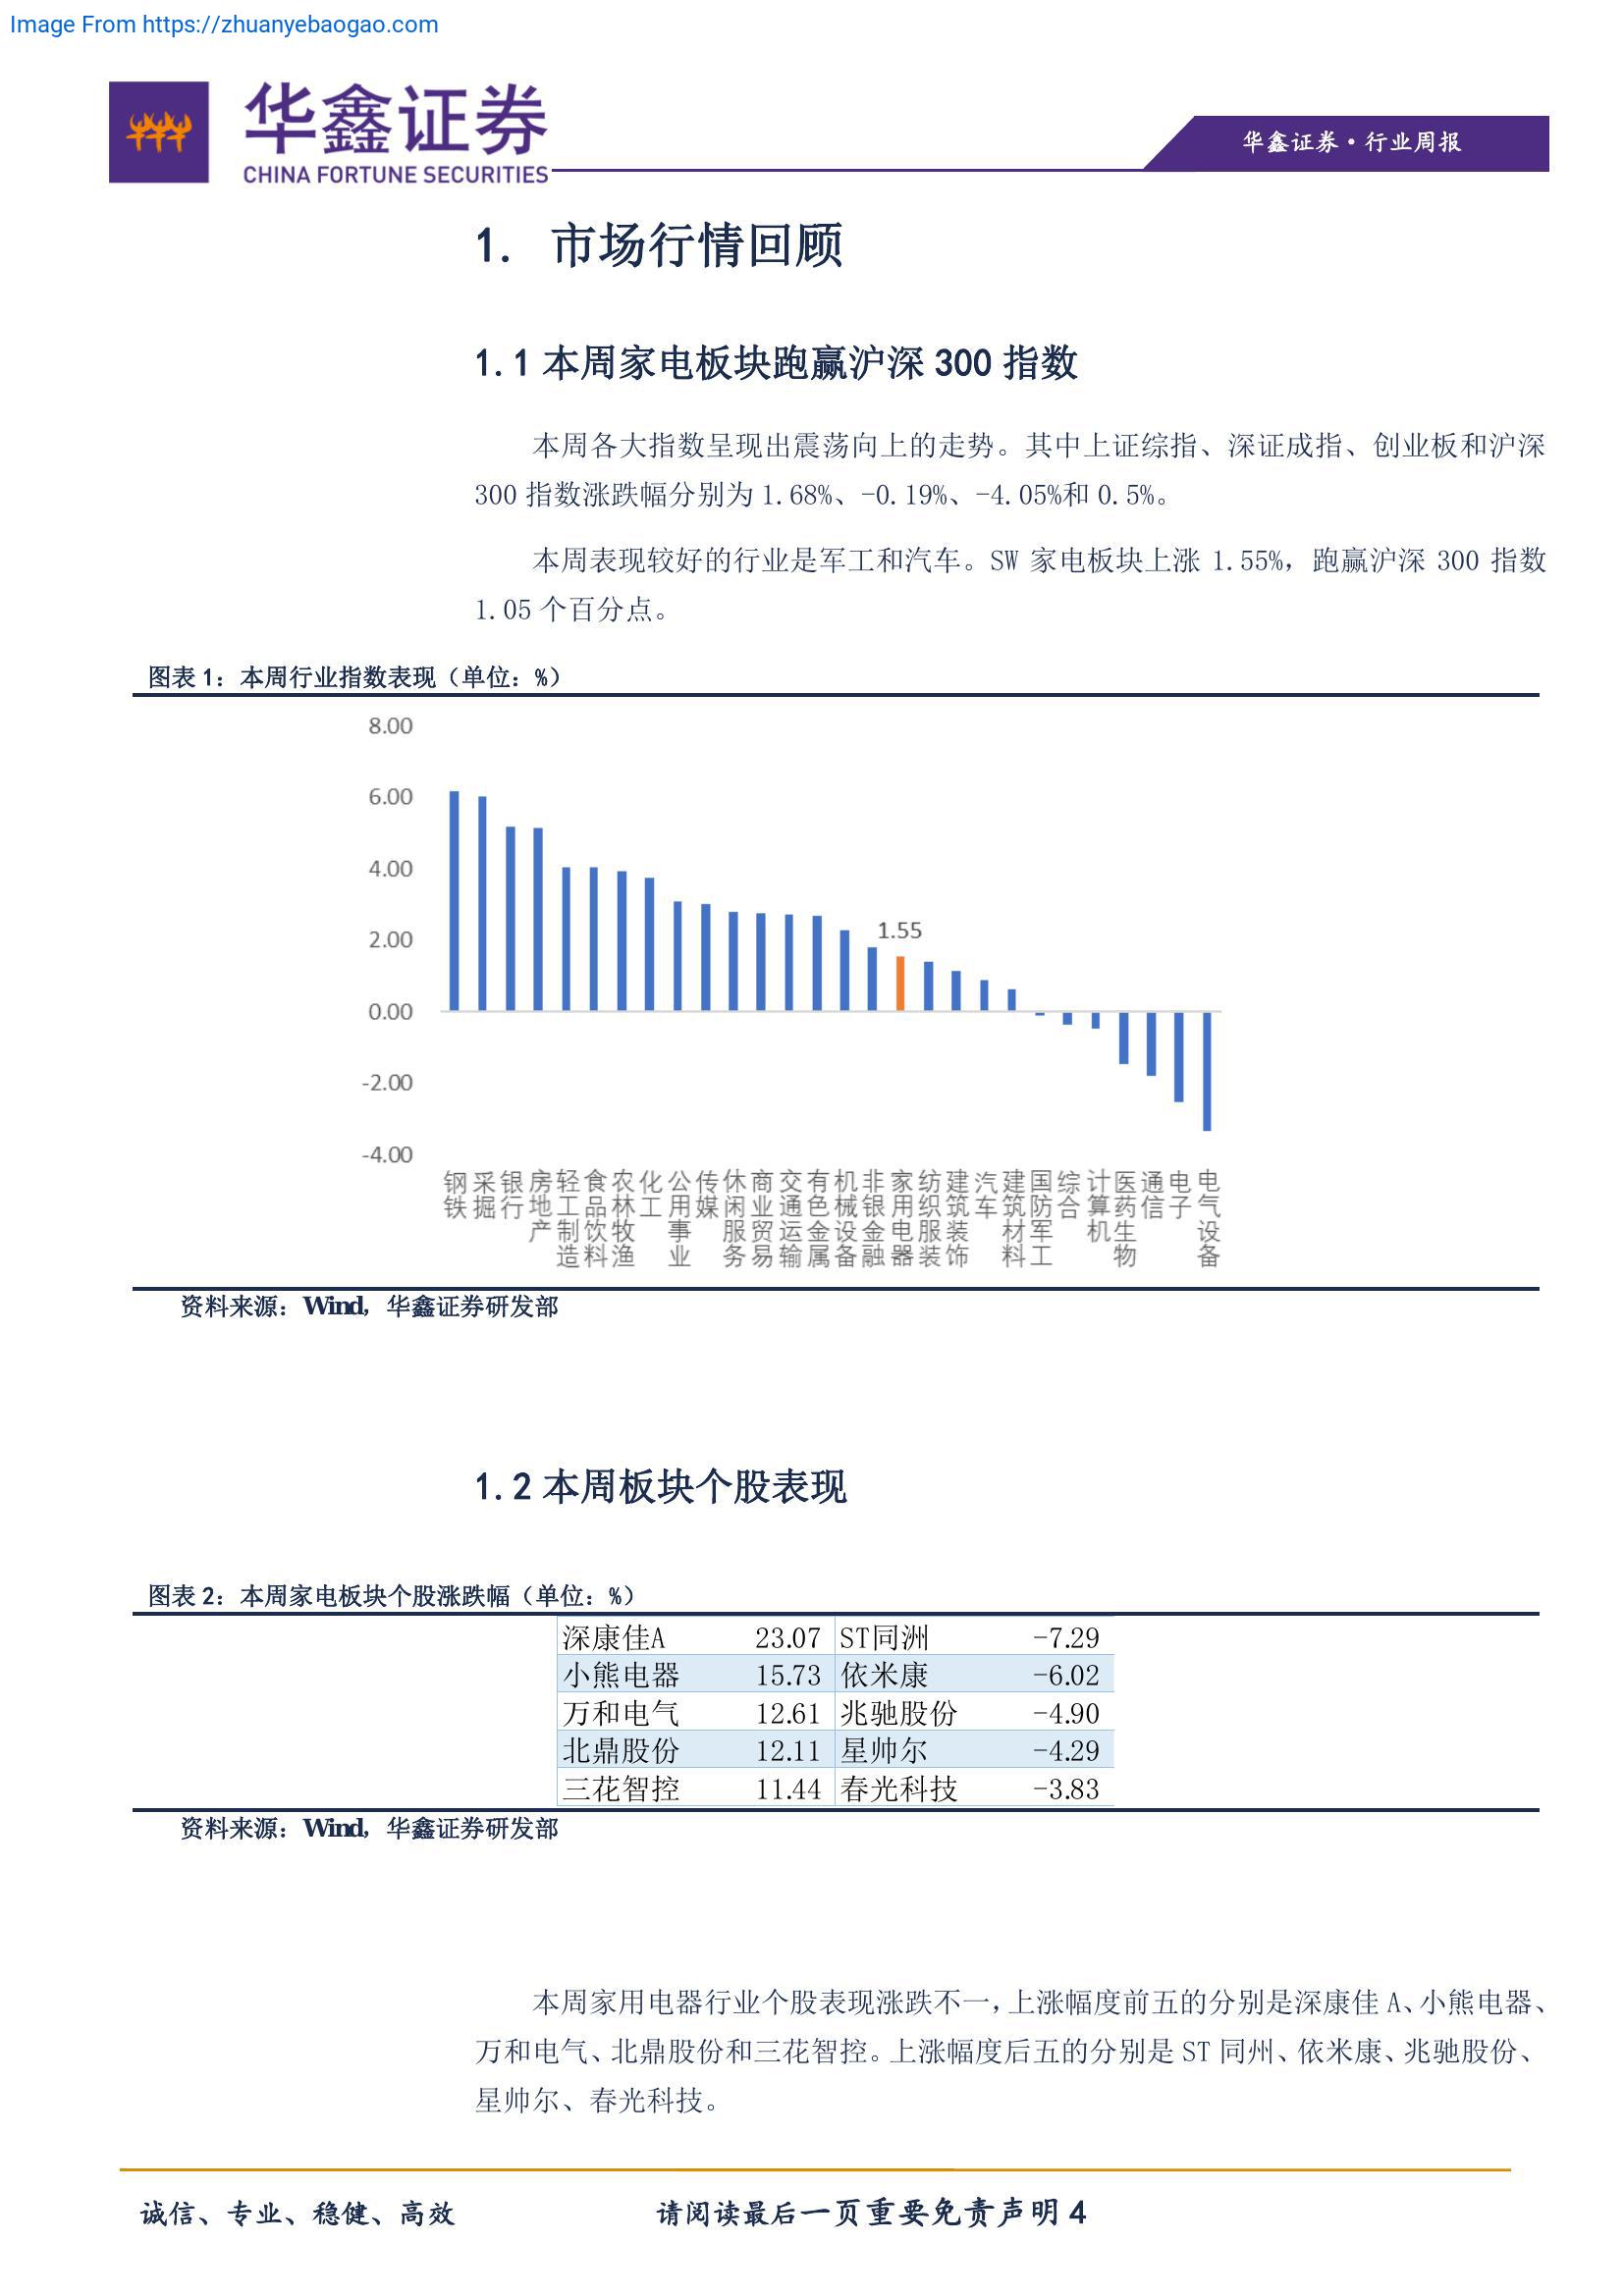 Image From https://zhuanyebaogao.com
华鑫证券
CHINA FORTUNE SECURITIES
华鑫证券·行业周报
1. 市场行情回顾
1.1 本周家电板块跑赢沪深 300 指数
本周各大指数呈现出震荡向上的走势。其中上证综指、深证成指、创业板和沪深
300 指数涨跌幅分别为 1.68%、-0.19%、-4.05%和 0.5%。
本周表现较好的行业是军工和汽车。SW 家电板块上涨 1.55%，跑赢沪深 300 指数
1.05 个百分点。
图表 1：本周行业指数表现（单位：%）
8.00
6.00
4.00
2.00
0.00
-2.00
-4.00
1.55
钢铁
采掘
银行
房地产
轻工制造
食品饮料
农林牧渔
化工
公用事业
传媒
休闲服务
商业贸易
交通运输
有色金属
机械设备
非银金融
家用电器
纺织服装
建筑装饰
汽车
建筑材料
国防军工
综合
计算机
医药生物
通信
电子
电气设备
资料来源：Wind，华鑫证券研发部
1.2 本周板块个股表现
图表 2：本周家电板块个股涨跌幅（单位：%）
深康佳A 23.07 ST同洲 -7.29
小熊电器 15.73 依米康 -6.02
万和电气 12.61 兆驰股份 -4.90
北鼎股份 12.11 星帅尔 -4.29
三花智控 11.44 春光科技 -3.83
资料来源：Wind，华鑫证券研发部
本周家用电器行业个股表现涨跌不一，上涨幅度前五的分别是深康佳 A、小熊电器、
万和电气、北鼎股份和三花智控。上涨幅度后五的分别是 ST 同州、依米康、兆驰股份、
星帅尔、春光科技。
诚信、专业、稳健、高效
请阅读最后一页重要免责声明 4